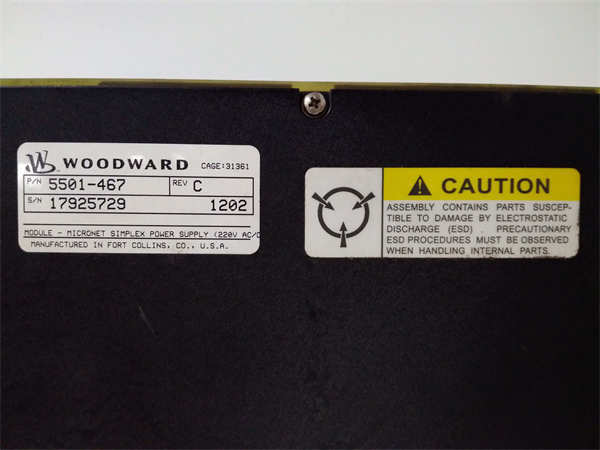 WOODWARD CAGE:31361
P/N 5501-467 REV C
S/N 17925729 1202
MODULE - MICRONET SIMPLEX POWER SUPPLY (220V AC/D
MANUFACTURED IN FORT COLLINS, CO., U.S.A.
CAUTION
ASSEMBLY CONTAINS PARTS SUSCEP-
TIBLE TO DAMAGE BY ELECTROSTATIC
DISCHARGE (ESD) . PRECAUTIONARY
ESD PROCEDURES MUST BE OBSERVED
WHEN HANDLING INTERNAL PARTS.